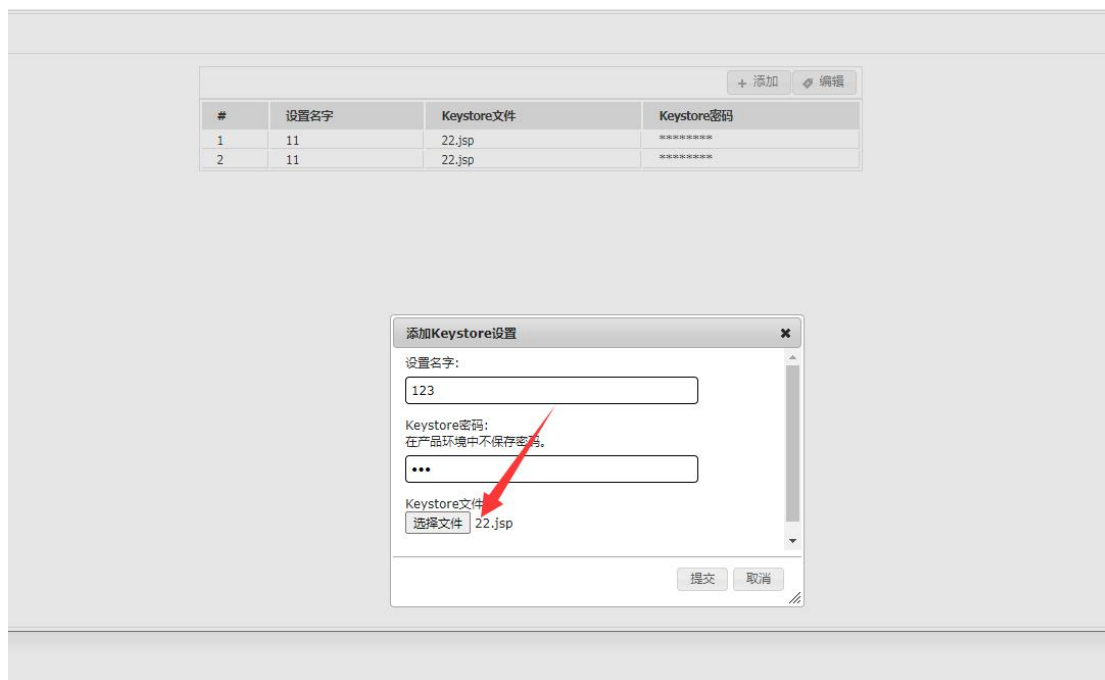 + 添加 编辑
# 设置名字 Keystore文件 Keystore密码
1 11 22.jsp ********
2 11 22.jsp ********
添加Keystore设置
设置名字:
123
Keystore密码:
在产品环境中不保存密码。
•••
Keystore文件
选择文件 22.jsp
提交 取消